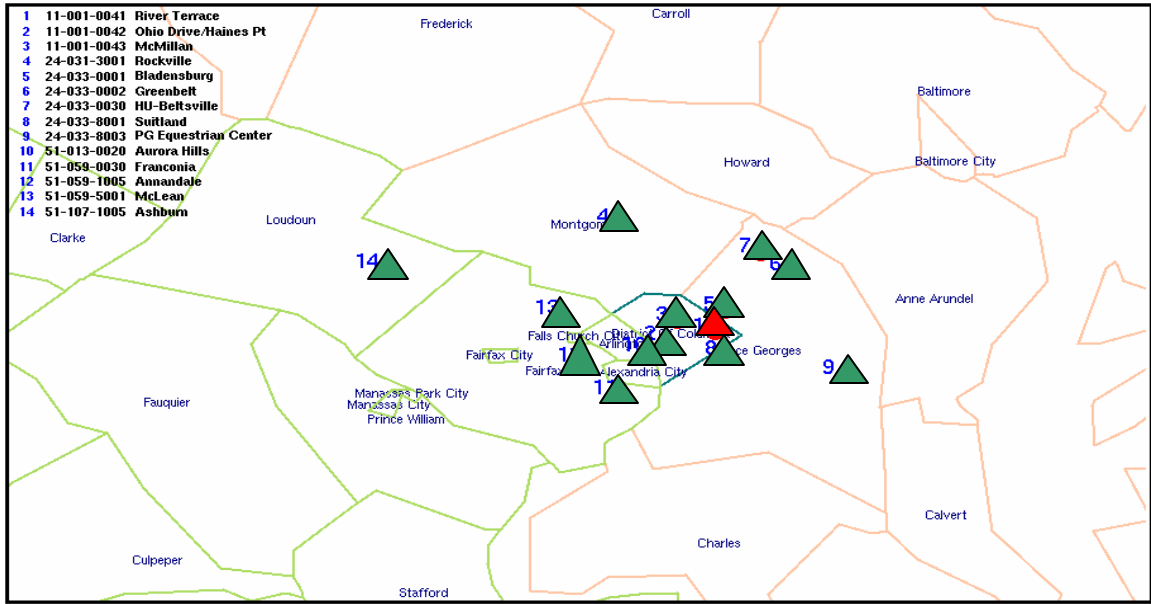 1 11-001-0041 River Terrace
2 11-001-0042 Ohio Drive/Haines Pt
3 11-001-0043 McMillan
4 24-031-3001 Rockville
5 24-033-0001 Bladensburg
6 24-033-0002 Greenbelt
7 24-033-0030 HU-Beltsville
8 24-033-8001 Suitland
9 24-033-8003 PG Equestrian Center
10 51-013-0020 Aurora Hills
11 51-059-0030 Franconia
12 51-059-1005 Annandale
13 51-059-5001 McLean
14 51-107-1005 Ashburn
Frederick
Carroll
Baltimore
Howard
Baltimore City
Loudoun
4
Clarke
7
14
6
Anne Arundel
13
5
3
Falls Church City
2
Fairfax City
8
9
Alexandria City
Manassas Park City
11
Fauquier
Manassas City
Prince William
Calvert
Charles
Culpeper
Stafford